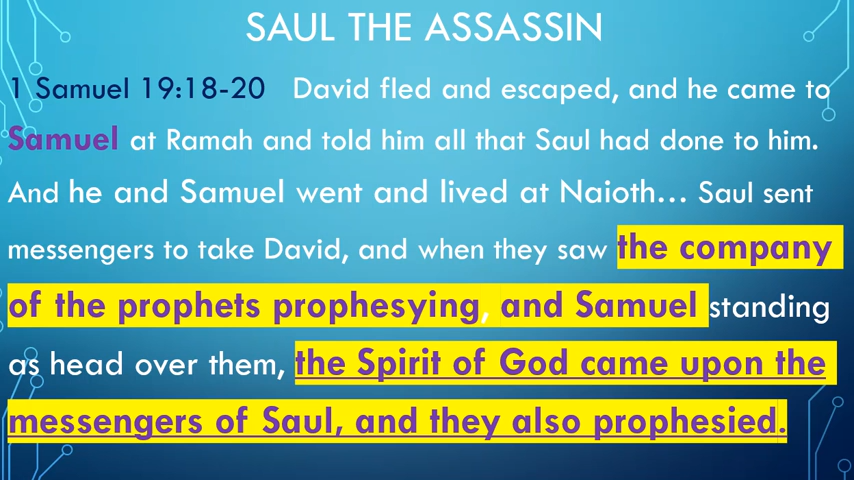 SAUL THE ASSASSIN
1 Samuel 19:18-20 David fled and escaped, and he came to
Samuel at Ramah and told him all that Saul had done to him.
And he and Samuel went and lived at Naioth… Saul sent
messengers to take David, and when they saw the company
of the prophets prophesying, and Samuel standing
as head over them, the Spirit of God came upon the
messengers of Saul, and they also prophesied.